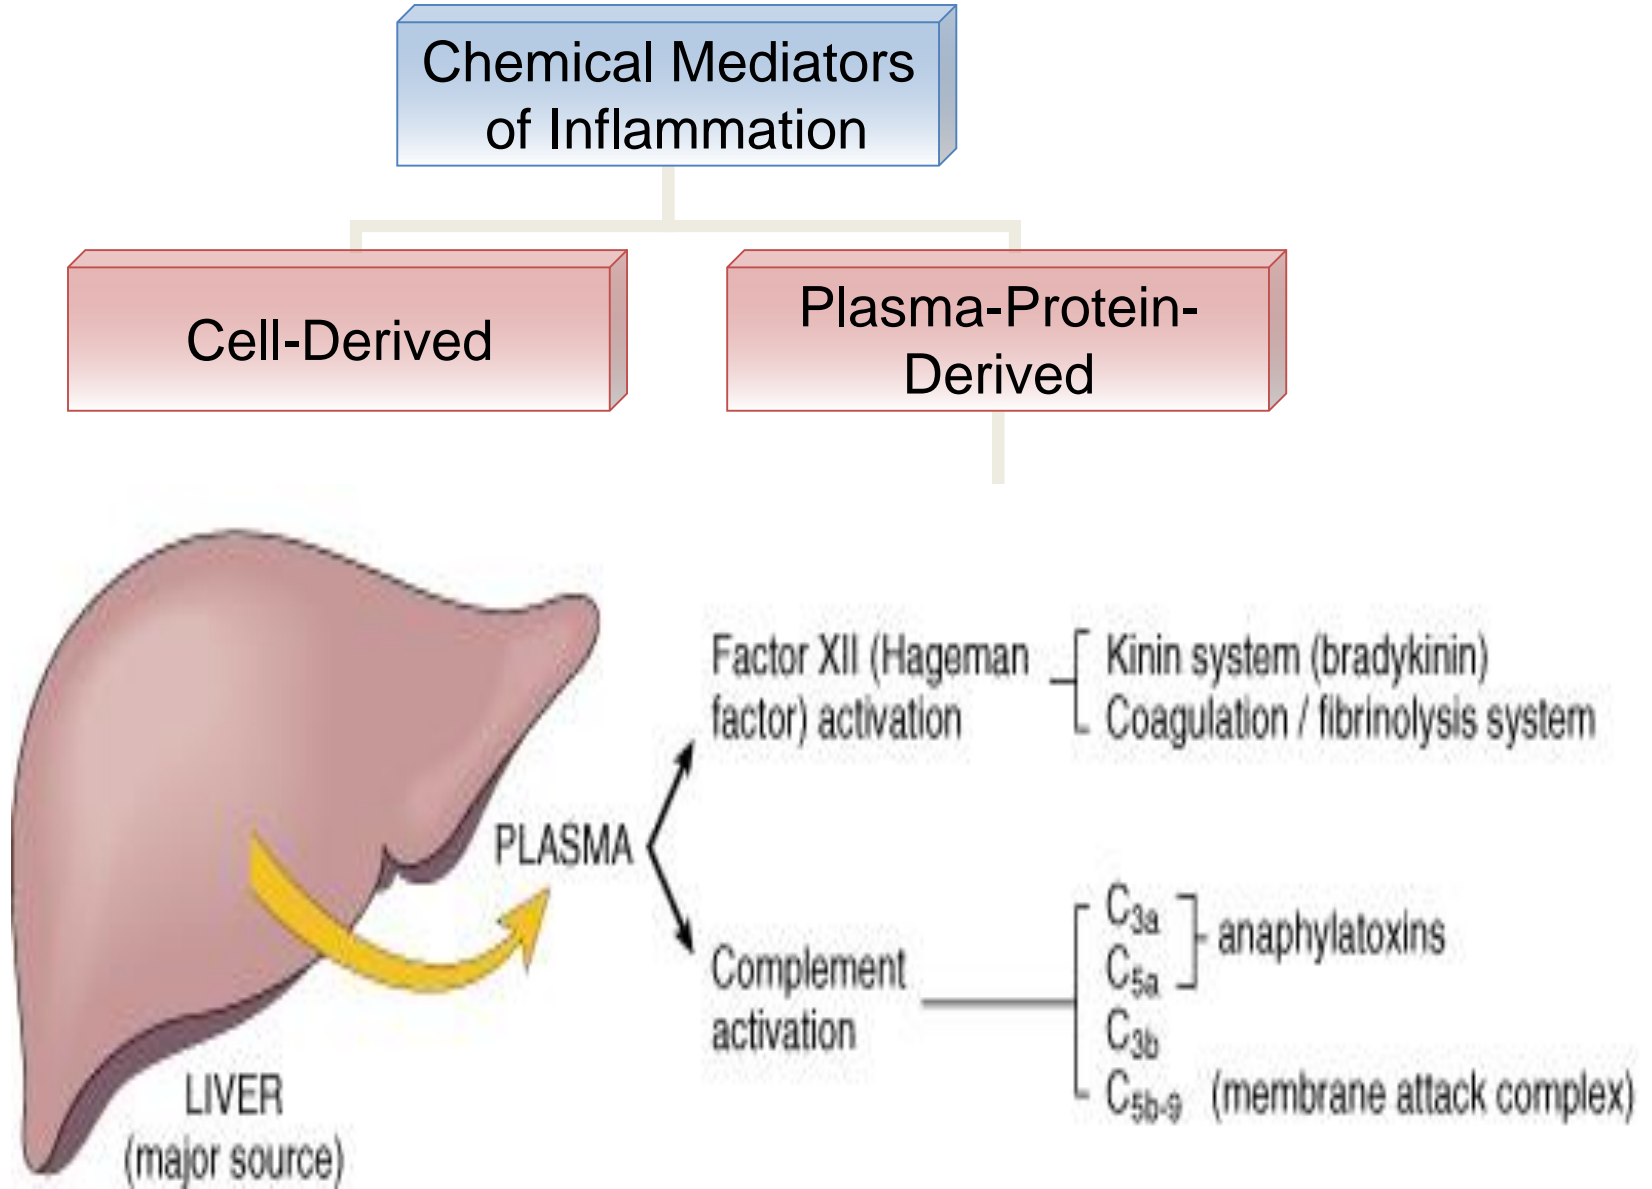 Chemical Mediators
of Inflammation
Cell-Derived
Plasma-Protein-
Derived
Factor XII (Hageman
factor) activation
Kinin system (bradykinin)
Coagulation / fibrinolysis system
PLASMA
Complement
activation
C3a
C5a
anaphylatoxins
C3b
C5b-9 (membrane attack complex)
LIVER
(major source)